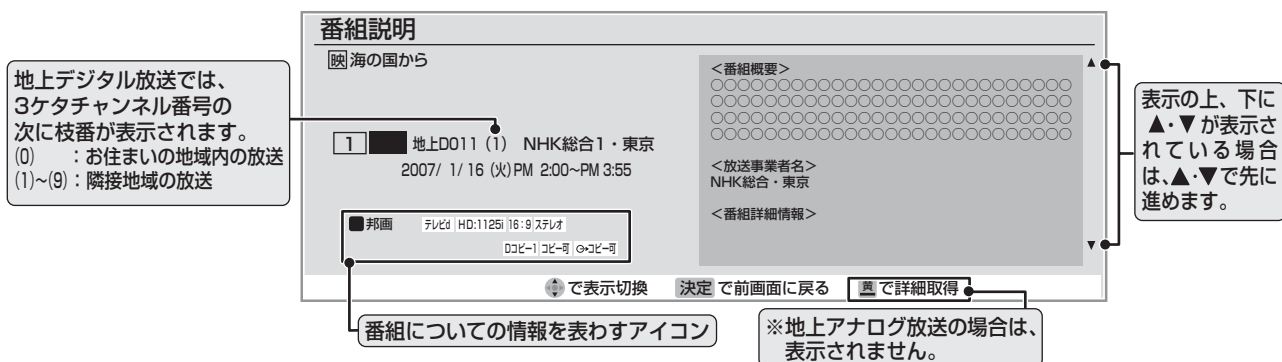 番組説明
映 海の国から
地上デジタル放送では、
3ケタチャンネル番号の
次に枝番が表示されます。
(0) :お住まいの地域内の放送
(1)~(9):隣接地域の放送
1 地上D011 (1) NHK総合1・東京
2007/ 1/ 16 (火) PM 2:00~PM 3:55
邦画 テレビd HD:1125i 16:9 ステレオ
Dコピー1 コピー可 コピー可
<番組概要>
○○○○○○○○○○○○○○○○○○○○○○○○○○○
○○○○○○○○○○○○○○○○○○○○○○○○○○○
○○○○○○○○○○○○○○○○○○○○○○○○○○○
○○○○○○○○○○○○○○○○○○○○○○○○○○○
<放送事業者名>
NHK総合・東京
<番組詳細情報>
▲
▼
表示の上、下に
▲・▼が表示さ
れている場合
は、▲・▼で先に
進めます。
で表示切換 決定 で前画面に戻る 黄 で詳細取得
番組についての情報を表わすアイコン
※地上アナログ放送の場合は、
表示されません。